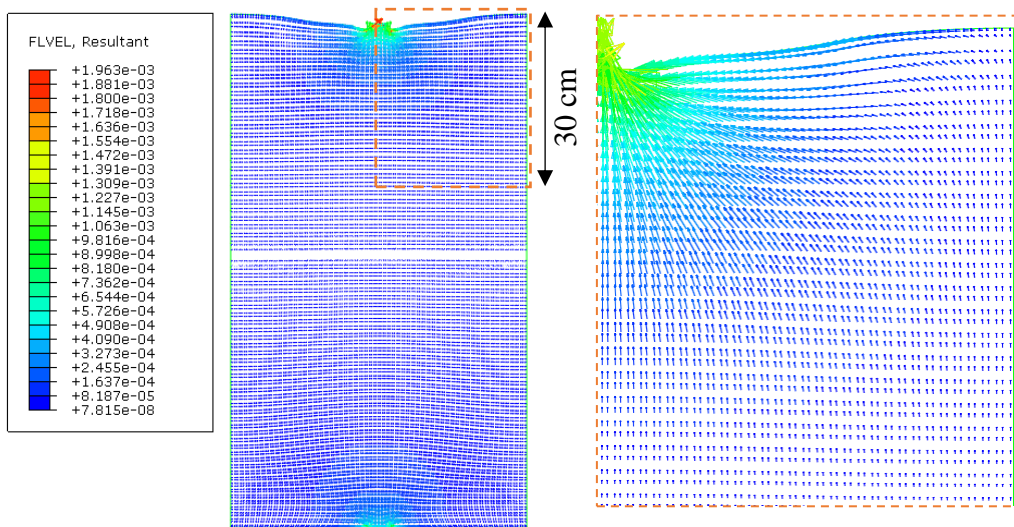 FLVEL, Resultant
+1.963e-03
+1.881e-03
+1.800e-03
+1.718e-03
+1.636e-03
+1.554e-03
+1.472e-03
+1.391e-03
+1.309e-03
+1.227e-03
+1.145e-03
+1.063e-03
+9.816e-04
+8.998e-04
+8.180e-04
+7.362e-04
+6.544e-04
+5.726e-04
+4.908e-04
+4.090e-04
+3.273e-04
+2.455e-04
+1.637e-04
+8.187e-05
+7.815e-08
30 cm